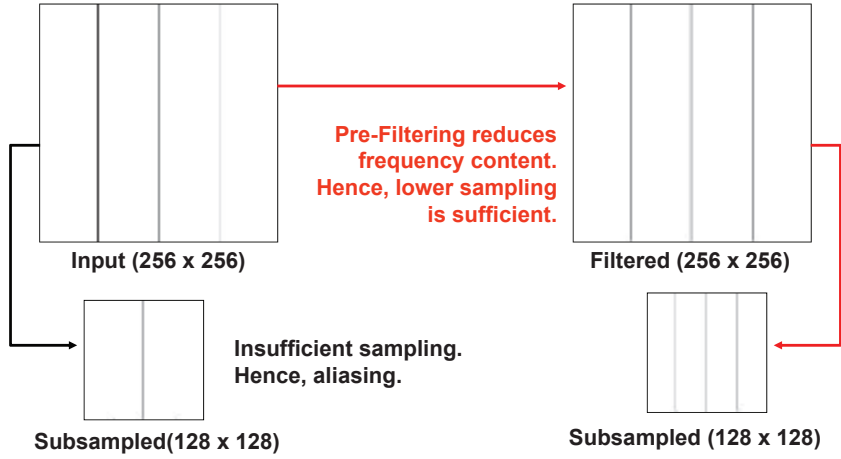 Pre-Filtering reduces
frequency content.
Hence, lower sampling
is sufficient.
Input (256 x 256)
Filtered (256 x 256)
Insufficient sampling.
Hence, aliasing.
Subsampled(128 x 128)
Subsampled (128 x 128)